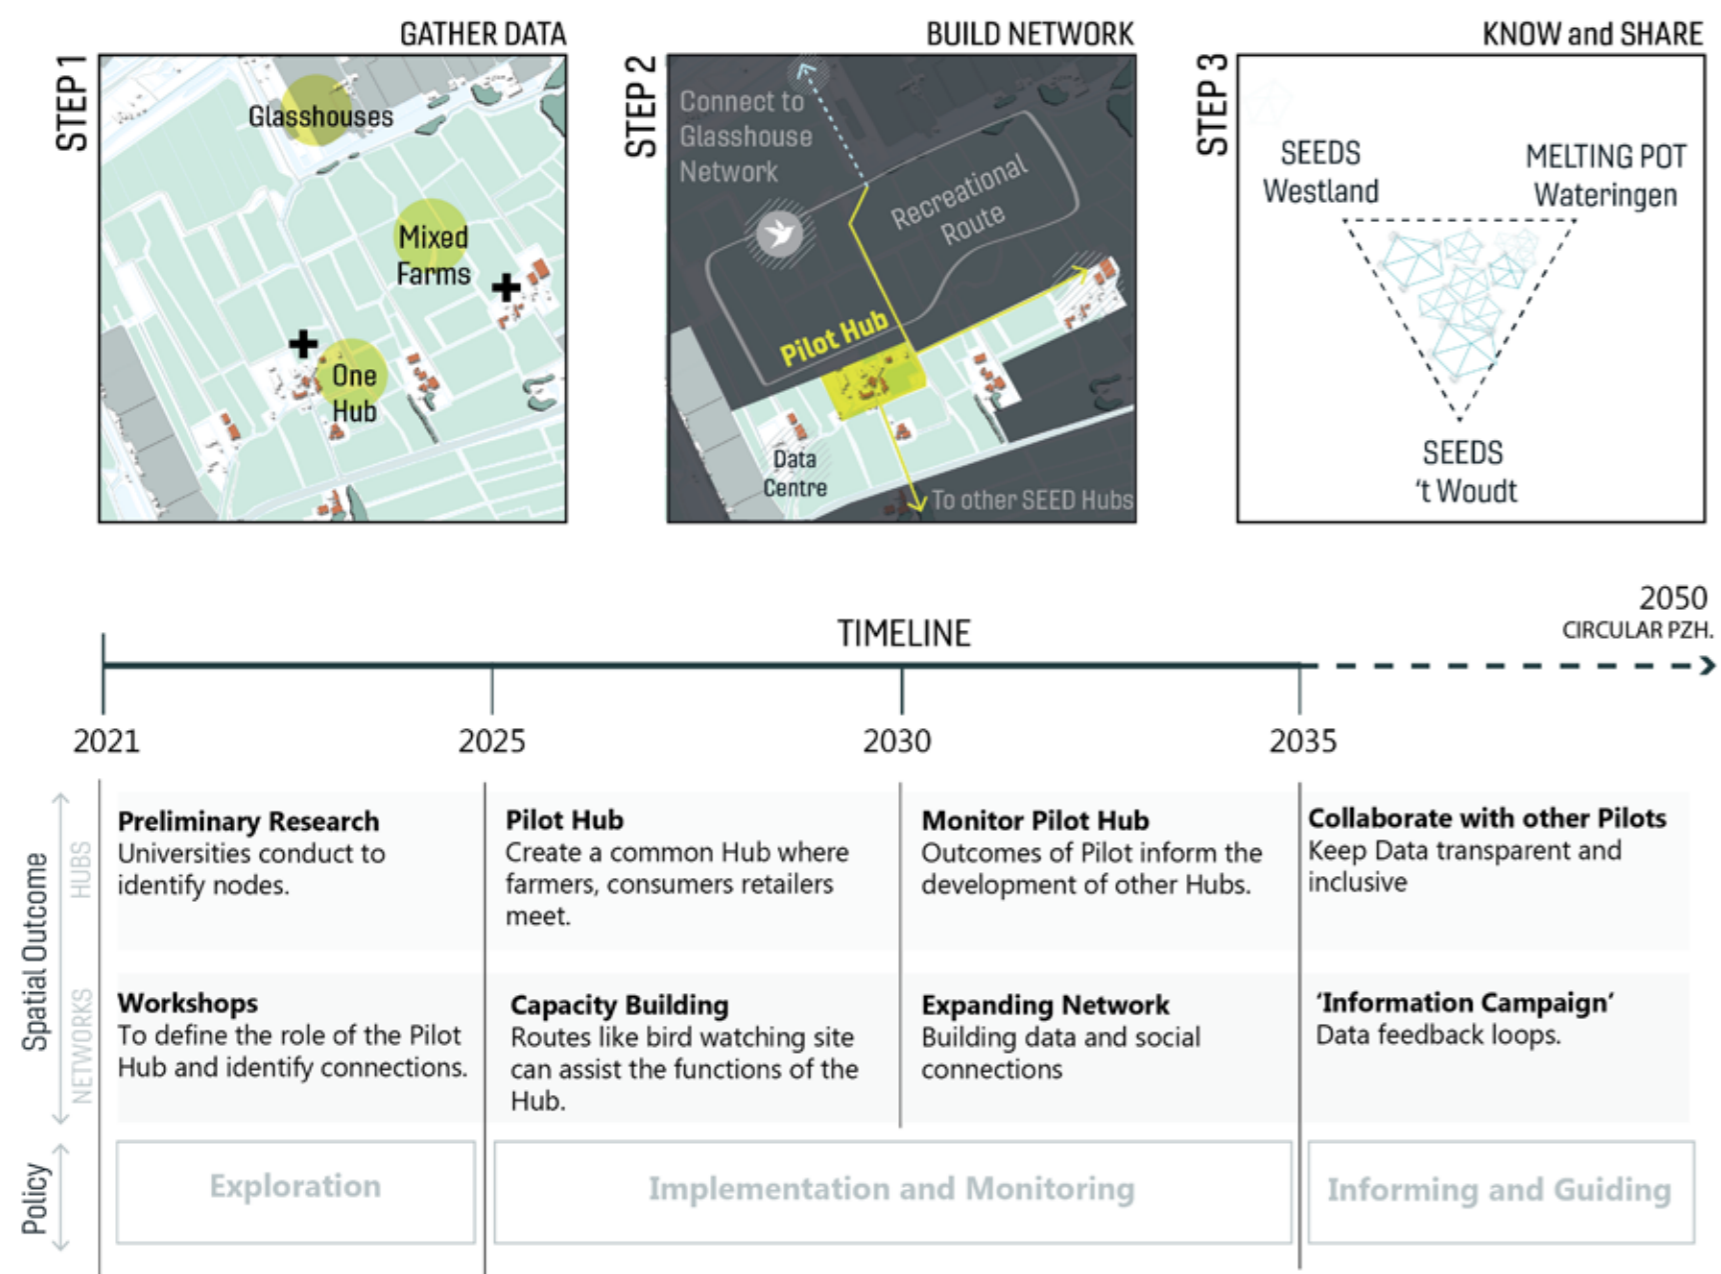 GATHER DATA
STEP 1
Glasshouses
Mixed
Farms
One
Hub
BUILD NETWORK
STEP 2
Connect to
Glasshouse
Network
Recreational
Route
Pilot Hub
Data
Centre
To other SEED Hubs
KNOW and SHARE
STEP 3
SEEDS
Westland
MELTING POT
Wateringen
SEEDS
‘t Woudt
2050
CIRCULAR PZH.
TIMELINE
2021
2025
2030
2035
Spatial Outcome
HUBS
Preliminary Research
Universities conduct to
identify nodes.
Pilot Hub
Create a common Hub where
farmers, consumers retailers
meet.
Monitor Pilot Hub
Outcomes of Pilot inform the
development of other Hubs.
Collaborate with other Pilots
Keep Data transparent and
inclusive
NETWORKS
Workshops
To define the role of the Pilot
Hub and identify connections.
Capacity Building
Routes like bird watching site
can assist the functions of the
Hub.
Expanding Network
Building data and social
connections
‘Information Campaign’
Data feedback loops.
Policy
Exploration
Implementation and Monitoring
Informing and Guiding